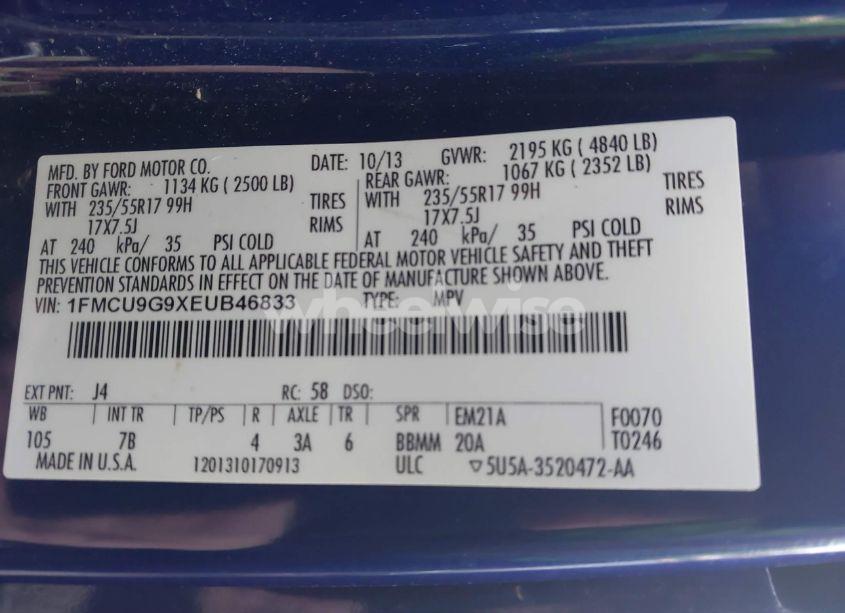 MFD. BY FORD MOTOR CO. DATE: 10/13 GVWR: 2195 KG ( 4840 LB)
FRONT GAWR: 1134 KG ( 2500 LB) REAR GAWR: 1067 KG ( 2352 LB)
WITH 235/55R17 99H TIRES WITH 235/55R17 99H TIRES
17X7.5J RIMS 17X7.5J RIMS
AT 240 kPa/ 35 PSI COLD AT 240 kPa/ 35 PSI COLD
THIS VEHICLE CONFORMS TO ALL APPLICABLE FEDERAL MOTOR VEHICLE SAFETY AND THEFT
PREVENTION STANDARDS IN EFFECT ON THE DATE OF MANUFACTURE SHOWN ABOVE.
VIN: 1FMCU9G9XEUB46833 TYPE: MPV
wheelwise
EXT PNT: J4 RC: 58 DSO:
WB INT TR TP/PS R AXLE TR SPR EM21A F0070
105 7B 4 3A 6 BBMM 20A T0246
MADE IN U.S.A. 1201310170913 ULC ▽5U5A-3520472-AA